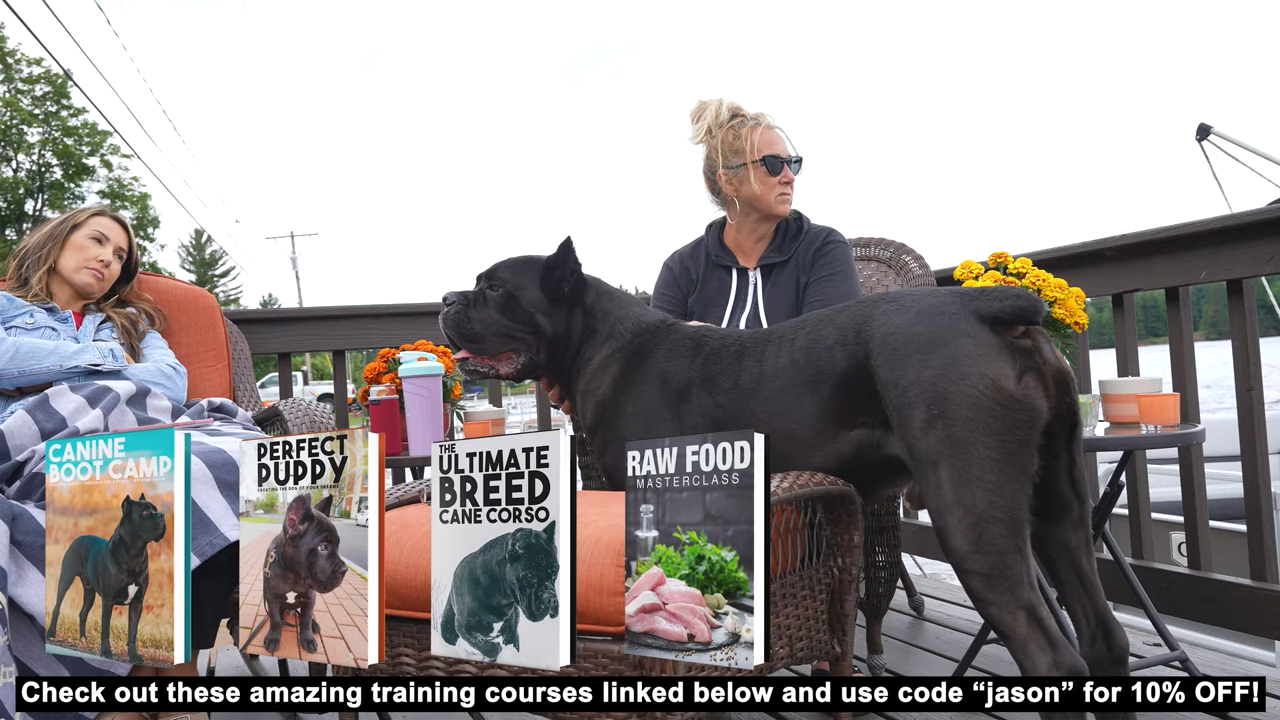 CANINE
BOOT CAMP
PERFECT
PUPPY
CREATING THE DOG OF YOUR DREAMS
THE
ULTIMATE
BREED
CANE CORSO
RAW FOOD
MASTERCLASS
Check out these amazing training courses linked below and use code “jason” for 10% OFF!